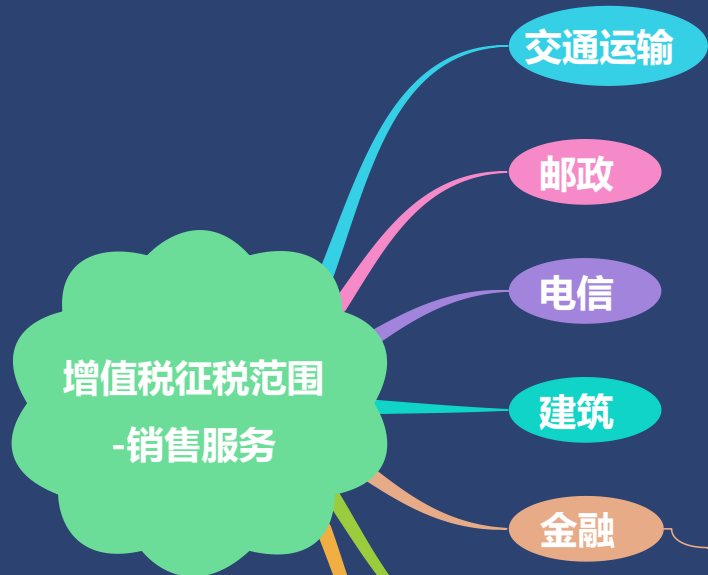 交通运输
邮政
电信
增值税征税范围
-销售服务
建筑
金融